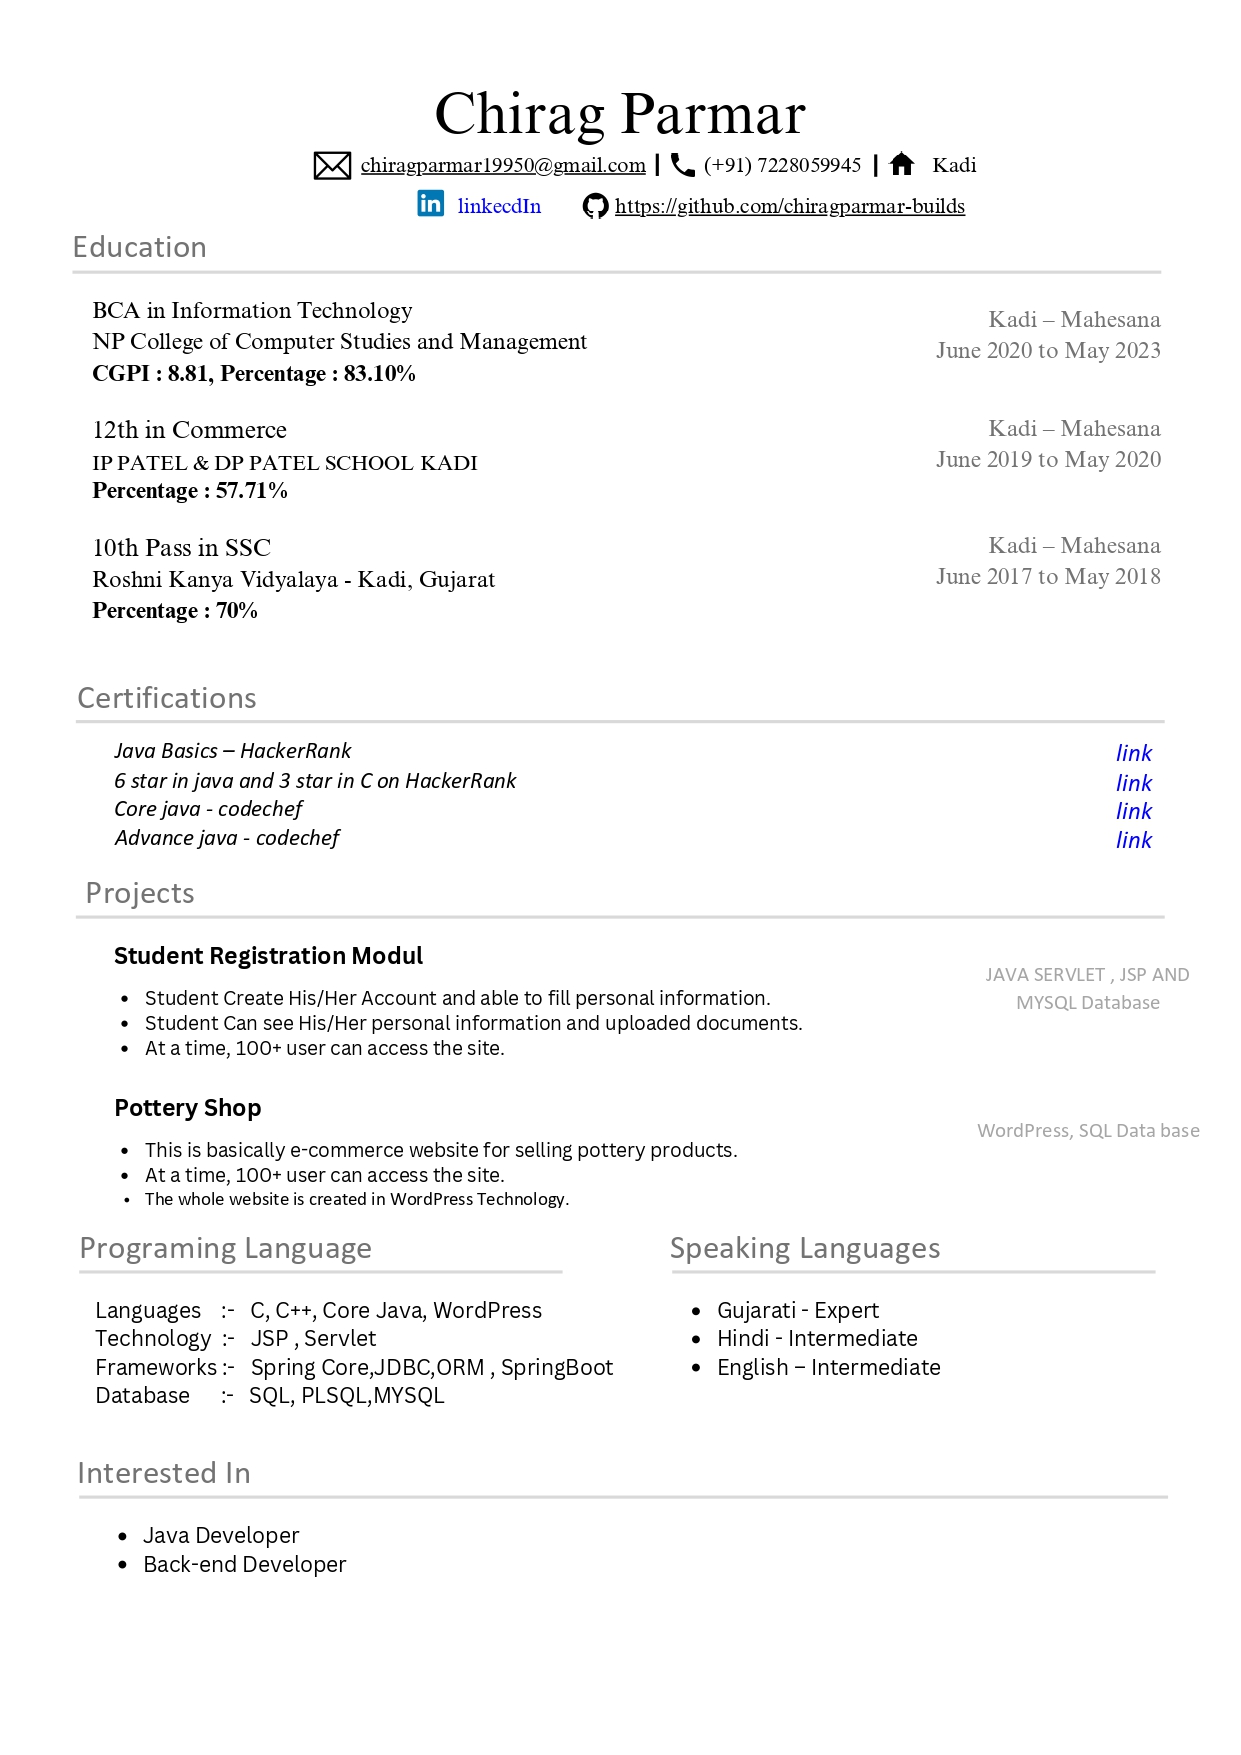 Chirag Parmar
chiragparmar19950@gmail.com | (+91) 7228059945 | Kadi
linkecdIn https://github.com/chiragparmar-builds
Education
BCA in Information Technology
Kadi – Mahesana
NP College of Computer Studies and Management
June 2020 to May 2023
CGPI : 8.81, Percentage : 83.10%
12th in Commerce
Kadi – Mahesana
IP PATEL & DP PATEL SCHOOL KADI
June 2019 to May 2020
Percentage : 57.71%
10th Pass in SSC
Kadi – Mahesana
Roshni Kanya Vidyalaya - Kadi, Gujarat
June 2017 to May 2018
Percentage : 70%
Certifications
Java Basics – HackerRank link
6 star in java and 3 star in C on HackerRank link
Core java - codechef link
Advance java - codechef link
Projects
Student Registration Modul
JAVA SERVLET , JSP AND
MYSQL Database
• Student Create His/Her Account and able to fill personal information.
• Student Can see His/Her personal information and uploaded documents.
• At a time, 100+ user can access the site.
Pottery Shop
WordPress, SQL Data base
• This is basically e-commerce website for selling pottery products.
• At a time, 100+ user can access the site.
• The whole website is created in WordPress Technology.
Programing Language
Languages :- C, C++, Core Java, WordPress
Technology :- JSP , Servlet
Frameworks :- Spring Core,JDBC,ORM , SpringBoot
Database :- SQL, PLSQL,MYSQL
Speaking Languages
• Gujarati - Expert
• Hindi - Intermediate
• English – Intermediate
Interested In
• Java Developer
• Back-end Developer